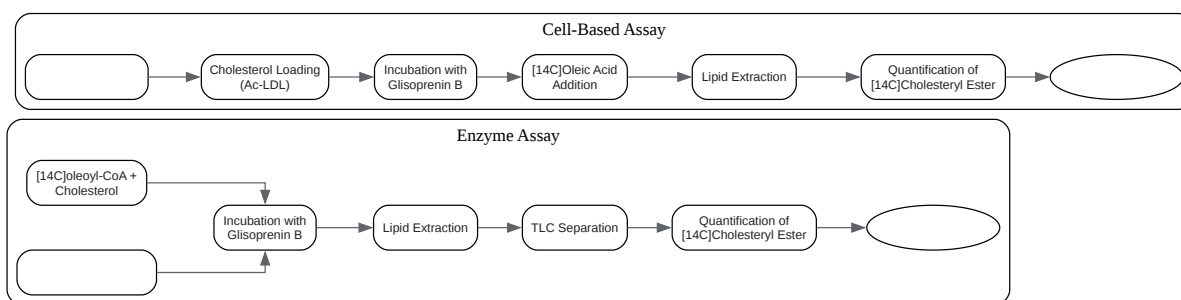 Cell-Based Assay
Cholesterol Loading
(Ac-LDL)
Incubation with
Glisoprenin B
[14C]Oleic Acid
Addition
Lipid Extraction
Quantification of
[14C]Cholesteryl Ester
Enzyme Assay
[14C]oleoyl-CoA +
Cholesterol
Incubation with
Glisoprenin B
Lipid Extraction
TLC Separation
Quantification of
[14C]Cholesteryl Ester